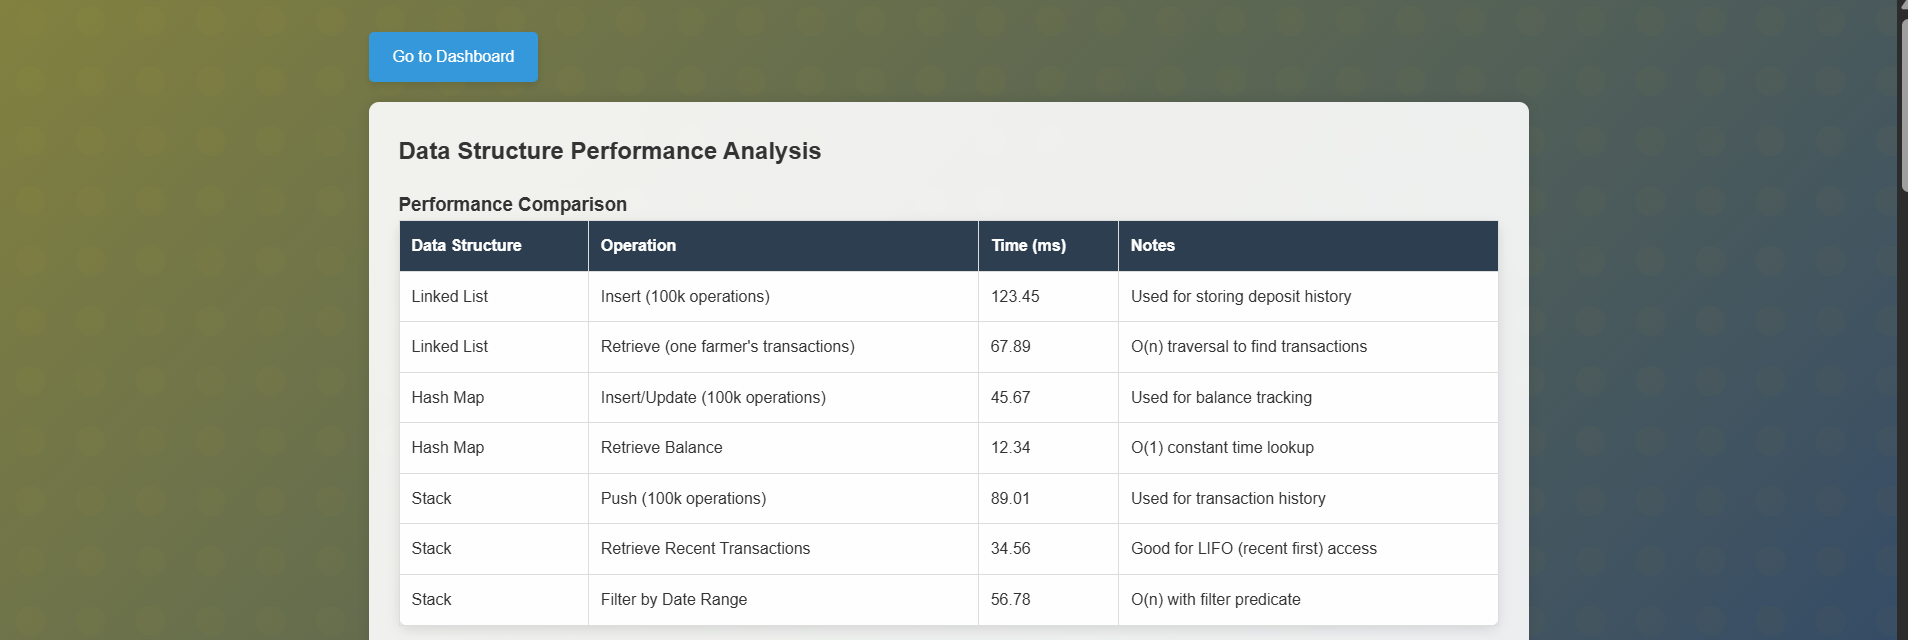 Go to Dashboard
Data Structure Performance Analysis
Performance Comparison
Data Structure Operation Time (ms) Notes
Linked List Insert (100k operations) 123.45 Used for storing deposit history
Linked List Retrieve (one farmer's transactions) 67.89 O(n) traversal to find transactions
Hash Map Insert/Update (100k operations) 45.67 Used for balance tracking
Hash Map Retrieve Balance 12.34 O(1) constant time lookup
Stack Push (100k operations) 89.01 Used for transaction history
Stack Retrieve Recent Transactions 34.56 Good for LIFO (recent first) access
Stack Filter by Date Range 56.78 O(n) with filter predicate